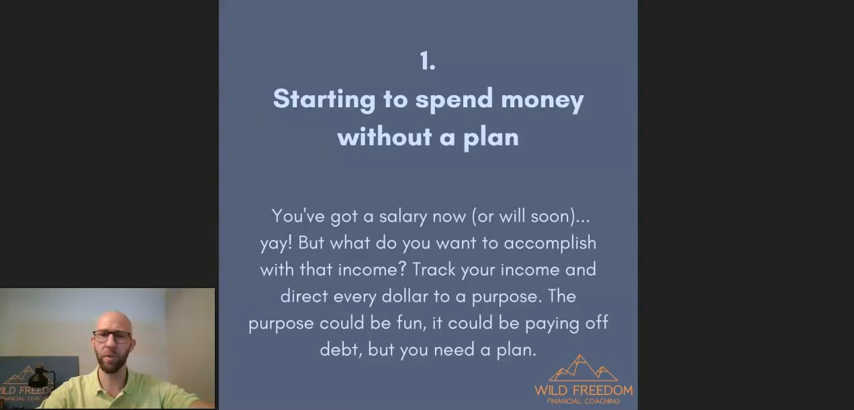 1.
Starting to spend money
without a plan
You've got a salary now (or will soon)...
yay! But what do you want to accomplish
with that income? Track your income and
direct every dollar to a purpose. The
purpose could be fun, it could be paying off
debt, but you need a plan.
WILD FREEDOM
FINANCIAL COACHING